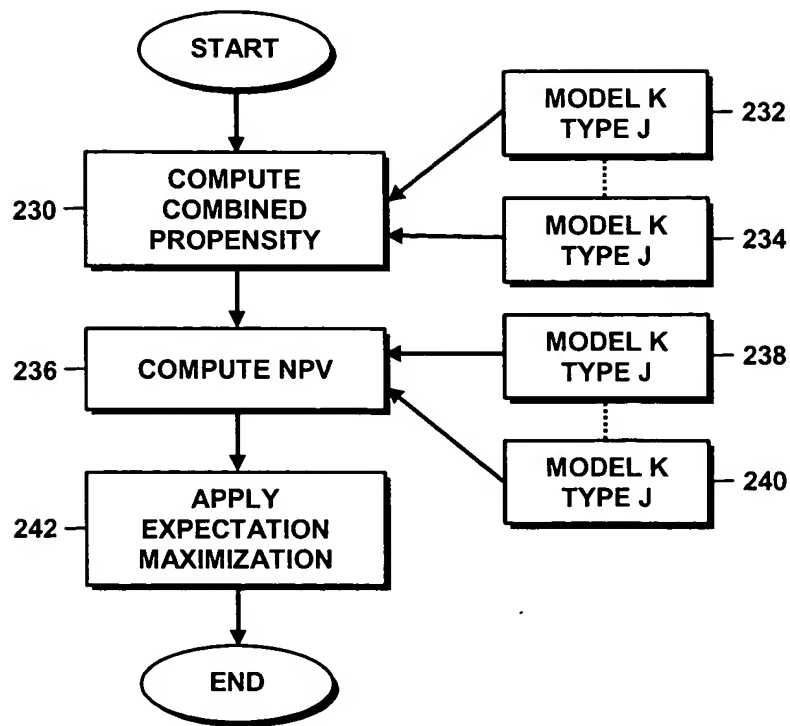 START
MODEL K
TYPE J
232
230
COMPUTE
COMBINED
PROPENSITY
MODEL K
TYPE J
234
236
COMPUTE NPV
MODEL K
TYPE J
238
242
APPLY
EXPECTATION
MAXIMIZATION
MODEL K
TYPE J
240
END